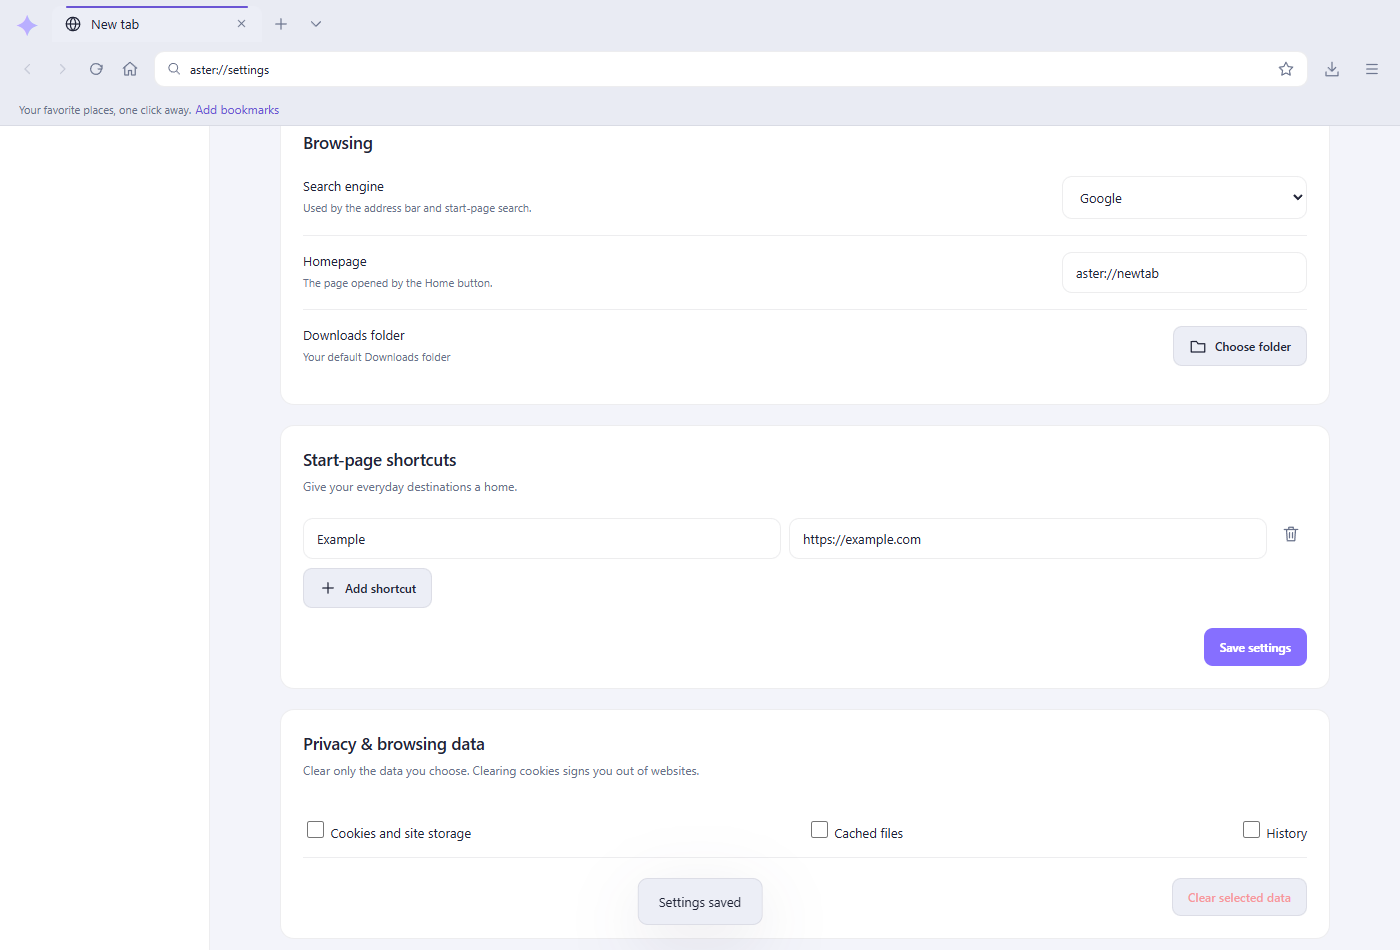 New tab
aster://settings
Your favorite places, one click away. Add bookmarks
Browsing
Search engine
Used by the address bar and start-page search.
Google
Homepage
The page opened by the Home button.
aster://newtab
Downloads folder
Your default Downloads folder
Choose folder
Start-page shortcuts
Give your everyday destinations a home.
Example
https://example.com
Add shortcut
Save settings
Privacy & browsing data
Clear only the data you choose. Clearing cookies signs you out of websites.
Cookies and site storage
Cached files
History
Settings saved
Clear selected data